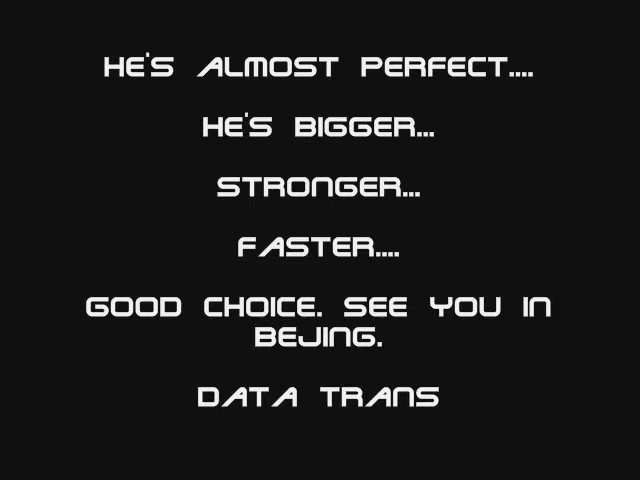 HE'S ALMOST PERFECT....
HE'S BIGGER...
STRONGER...
FASTER....
GOOD CHOICE. SEE YOU IN
BEJING.
DATA TRANS